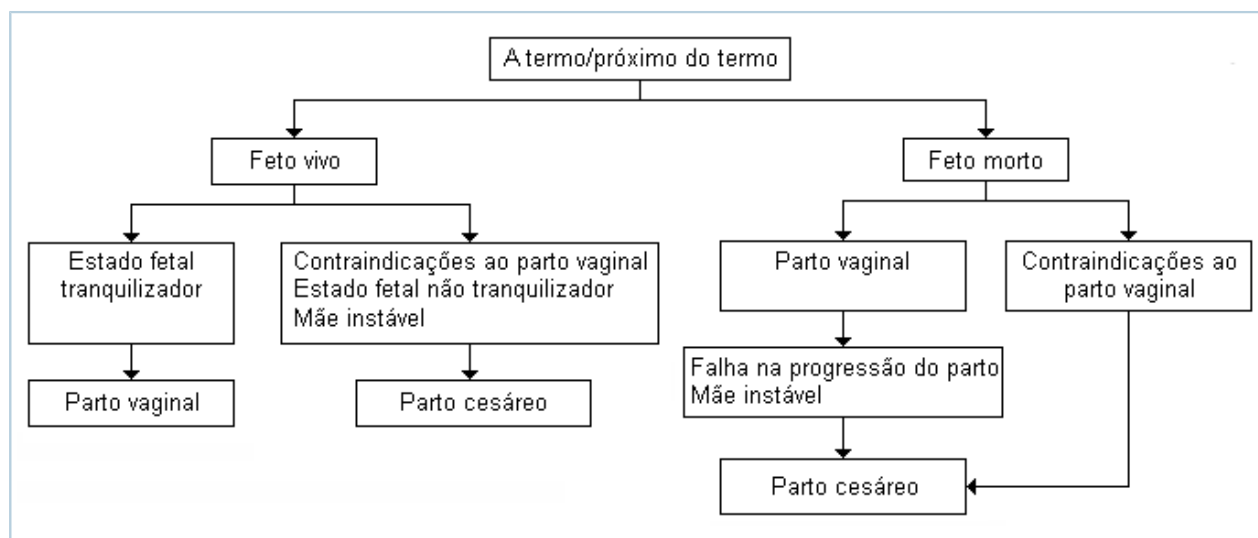 A termo/próximo do termo
Feto vivo
Feto morto
Estado fetal
tranquilizador
Contraindicações ao parto vaginal
Estado fetal não tranquilizador
Mãe instável
Parto vaginal
Contraindicações ao
parto vaginal
Parto vaginal
Parto cesáreo
Falha na progressão do parto
Mãe instável
Parto cesáreo